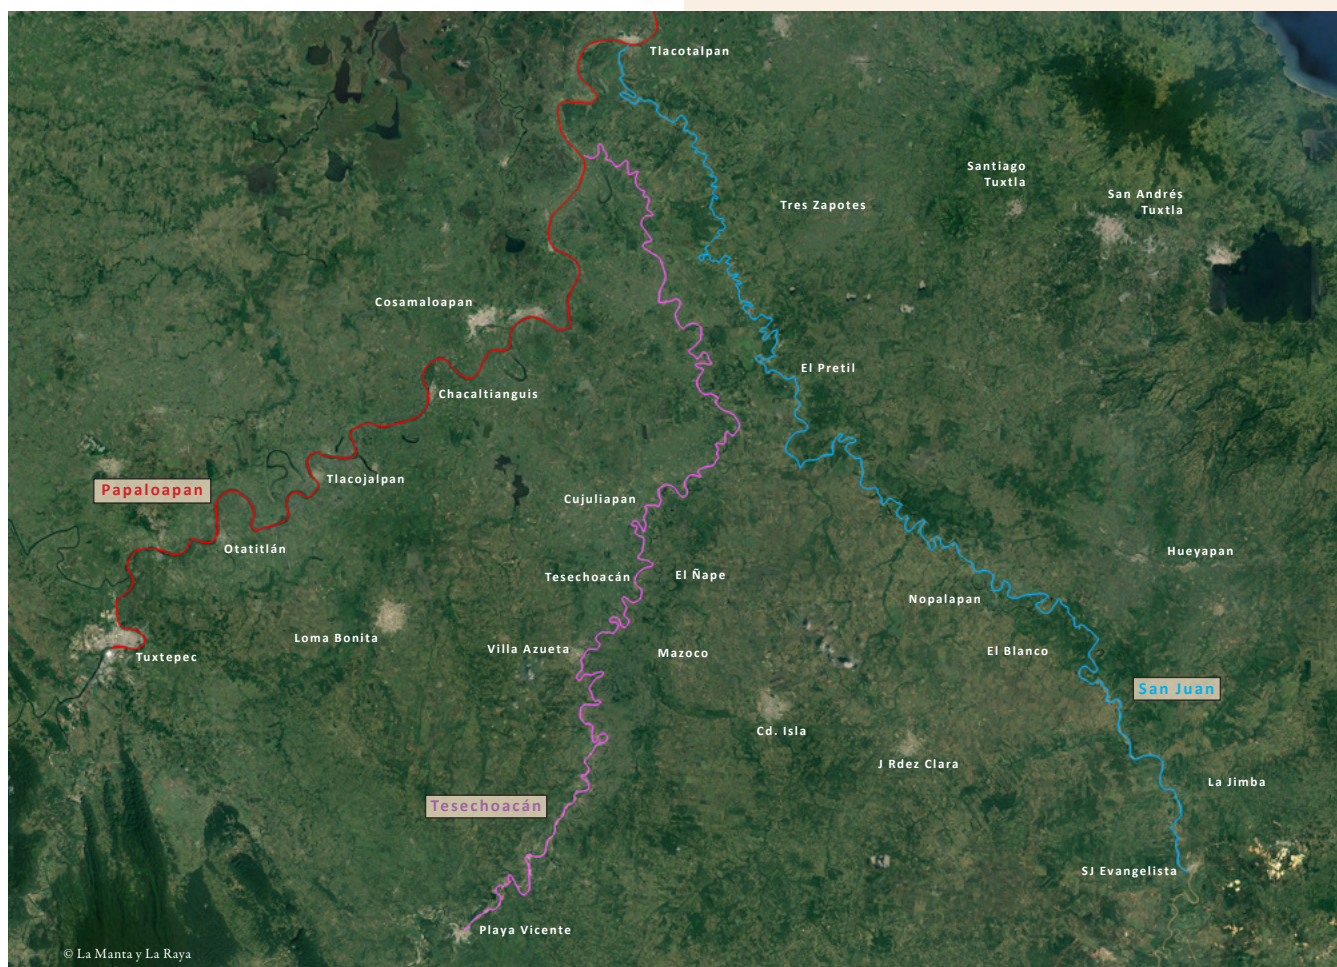 Tlacotalpan
Santiago
Tuxtla
San Andrés
Tuxtla
Tres Zapotes
Cosamaloapan
El Pretil
Chacaltianguis
Tlacojalpan
Papaloapan
Cujuliapan
Otatitlán
Hueyapan
Tesechoacán
El Ñape
Nopalapan
Loma Bonita
Villa Azueta
Mazoco
El Blanco
Tuxtepec
San Juan
Cd. Isla
J Rdez Clara
La Jimba
Tesechoacán
SJ Evangelista
Playa Vicente
© La Manta y La Raya